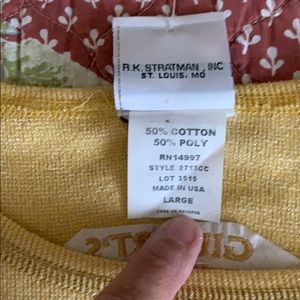 R.K. STRATMAN, INC
ST. LOUIS, MO
50% COTTON
50% POLY
RN14997
STYLE 2713CC
LOT 3515
MADE IN USA
LARGE
CARE ON REVERSE